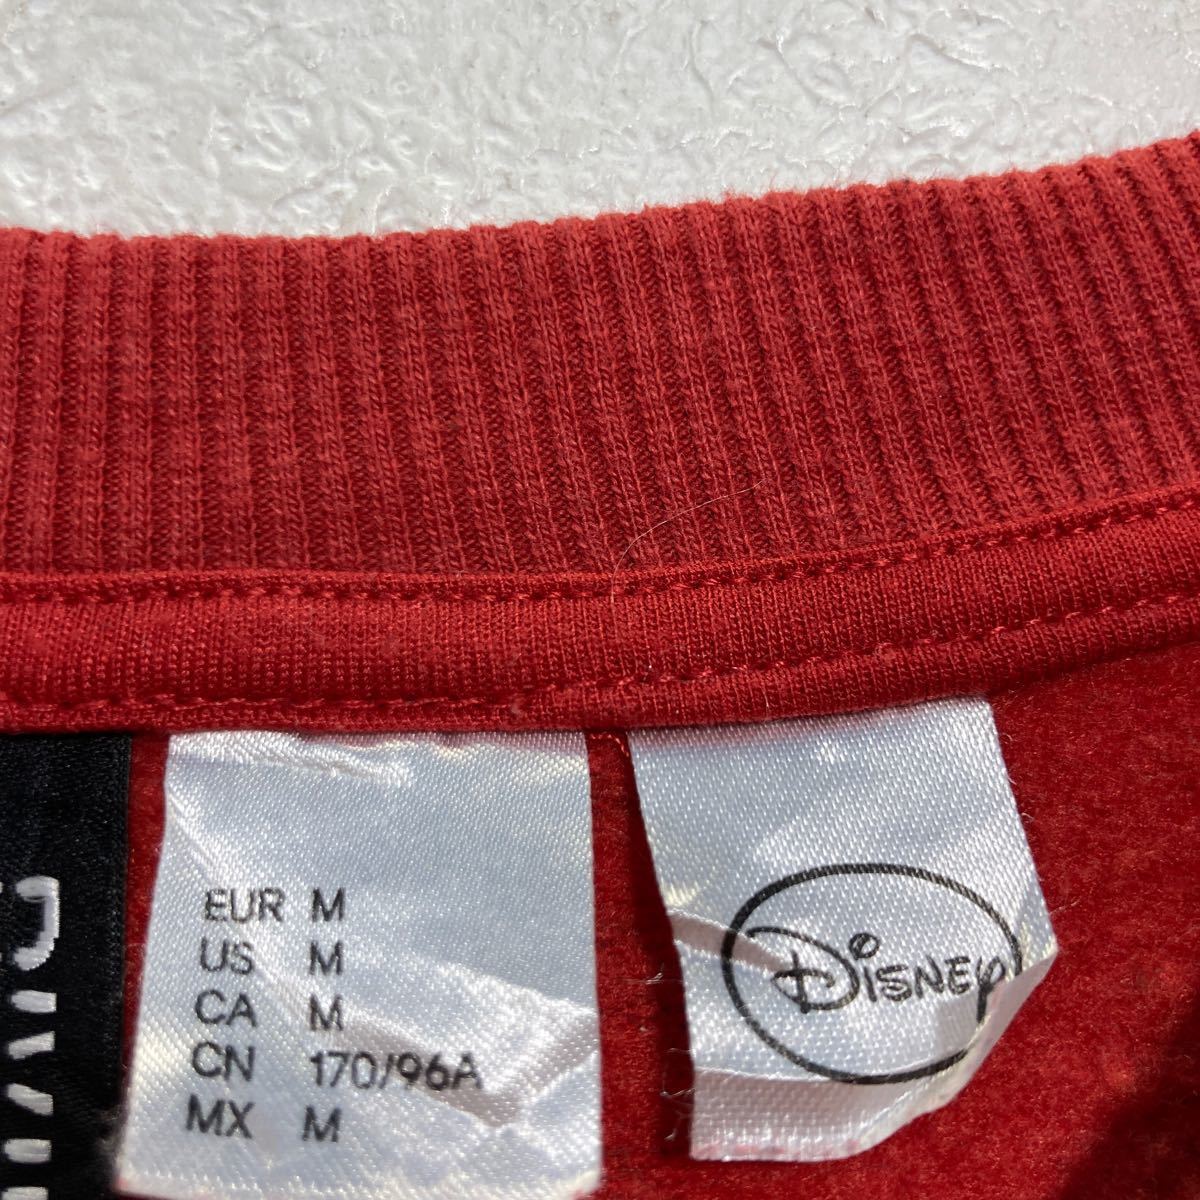 EUR M
US M
CA M
CN 170/96A
MX M
Disney